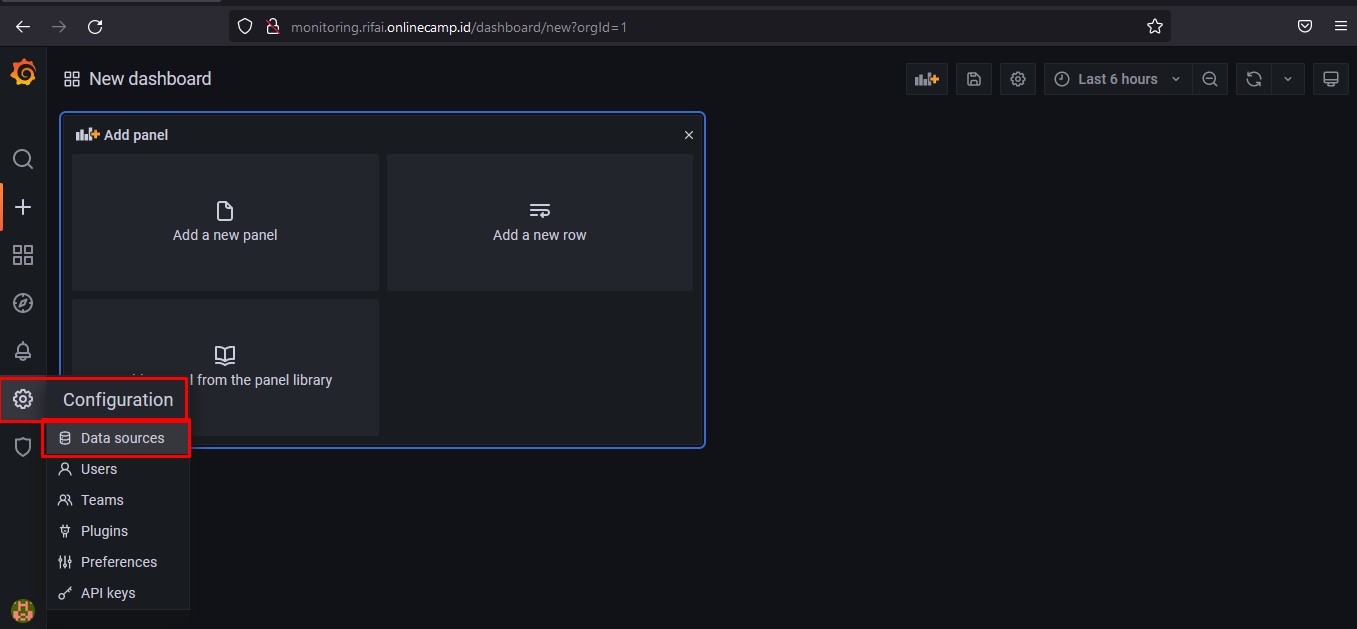 monitoring.rifai.onlinecamp.id/dashboard/new?orgId=1
New dashboard
Last 6 hours
Add panel
Add a new panel
Add a new row
from the panel library
Configuration
Data sources
Users
Teams
Plugins
Preferences
API keys